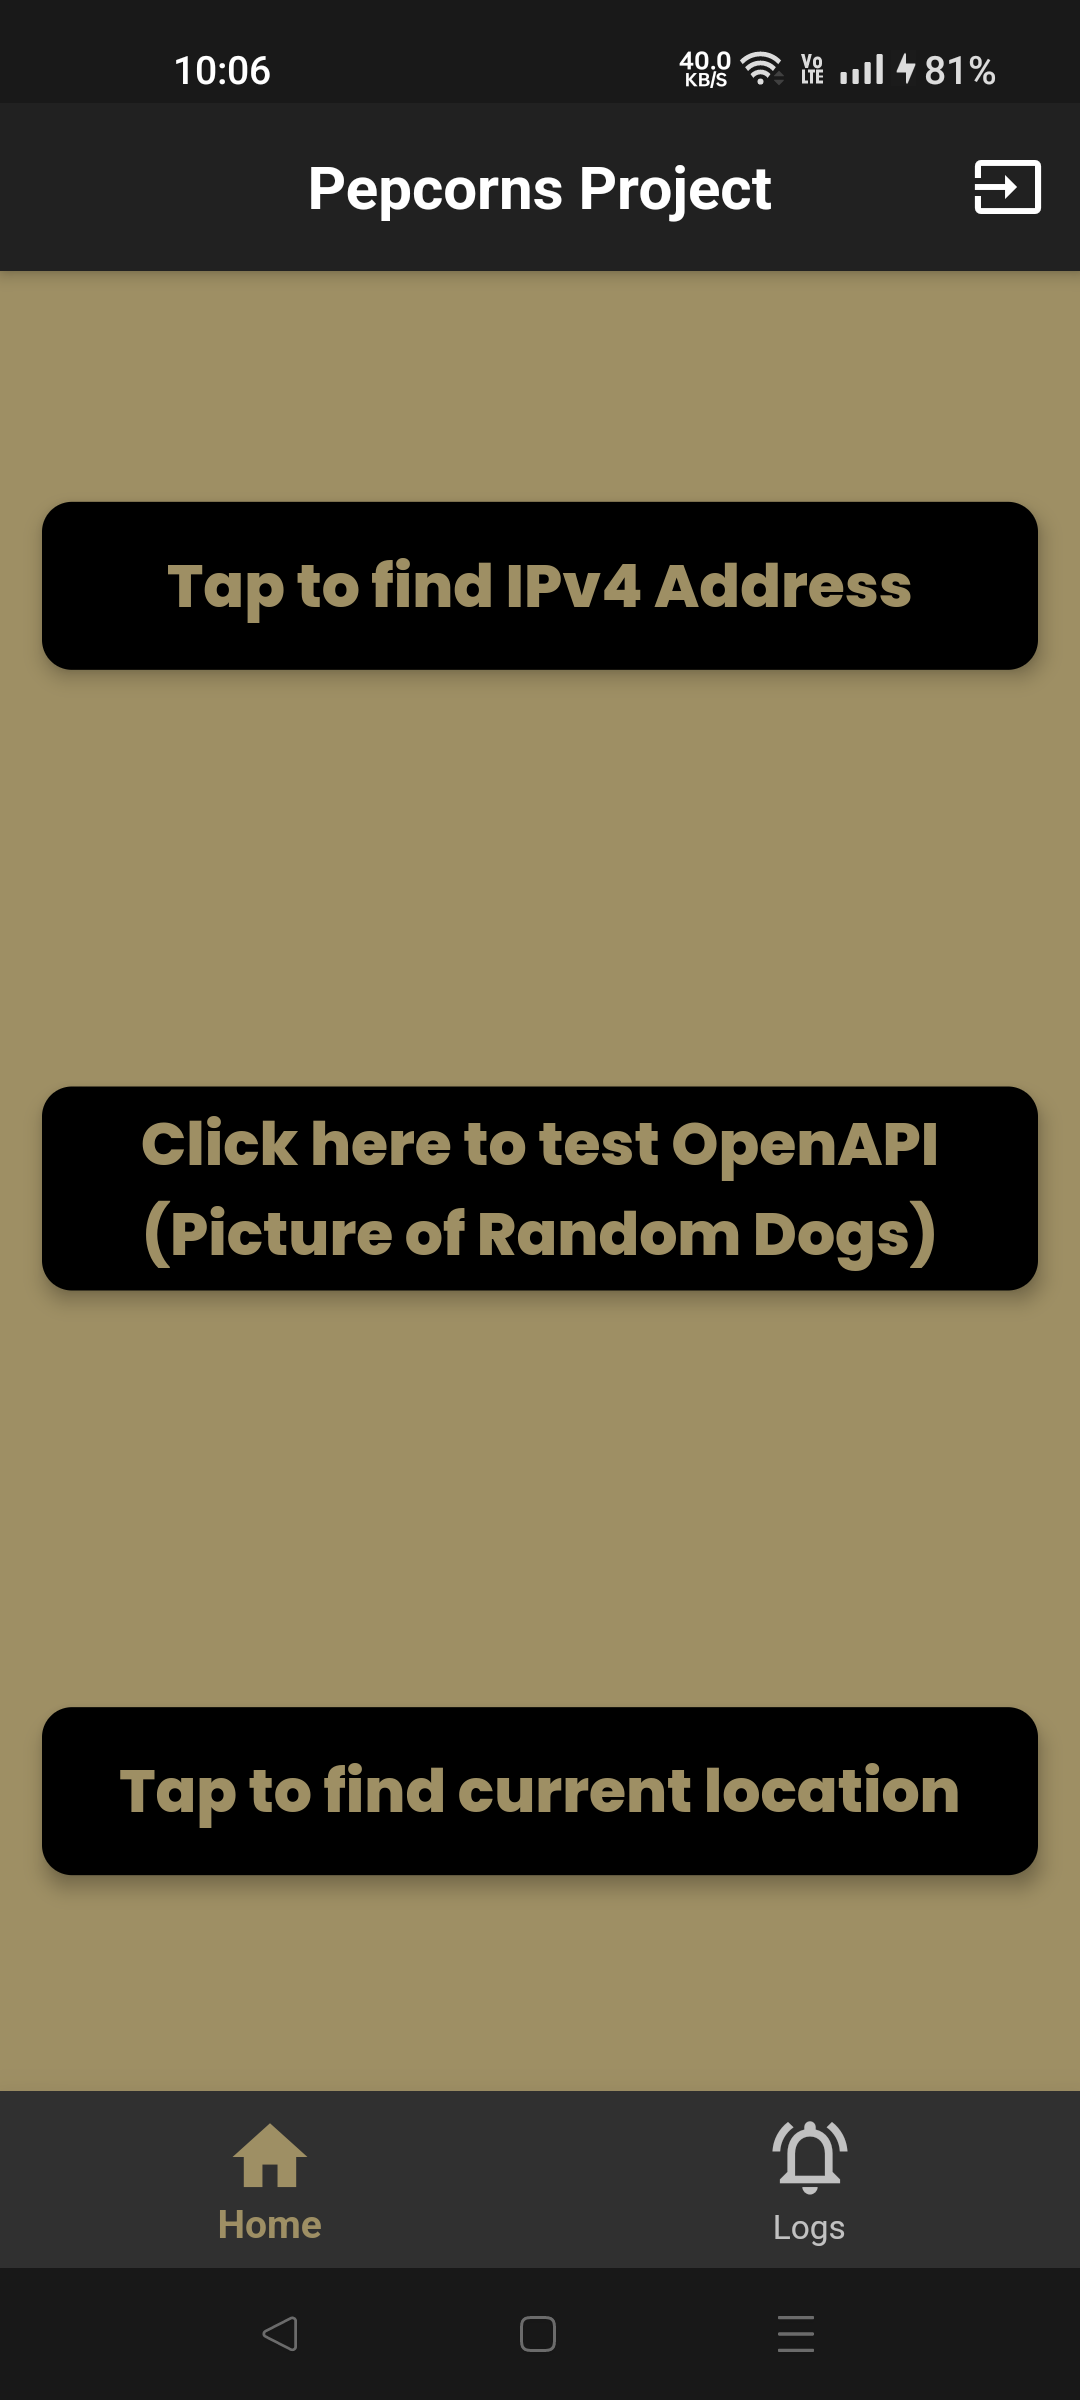 10:06
40.0
KB/S
Vo
LTE
81%
Pepcorns Project
Tap to find IPv4 Address
Click here to test OpenAPI
(Picture of Random Dogs)
Tap to find current location
Home
Logs